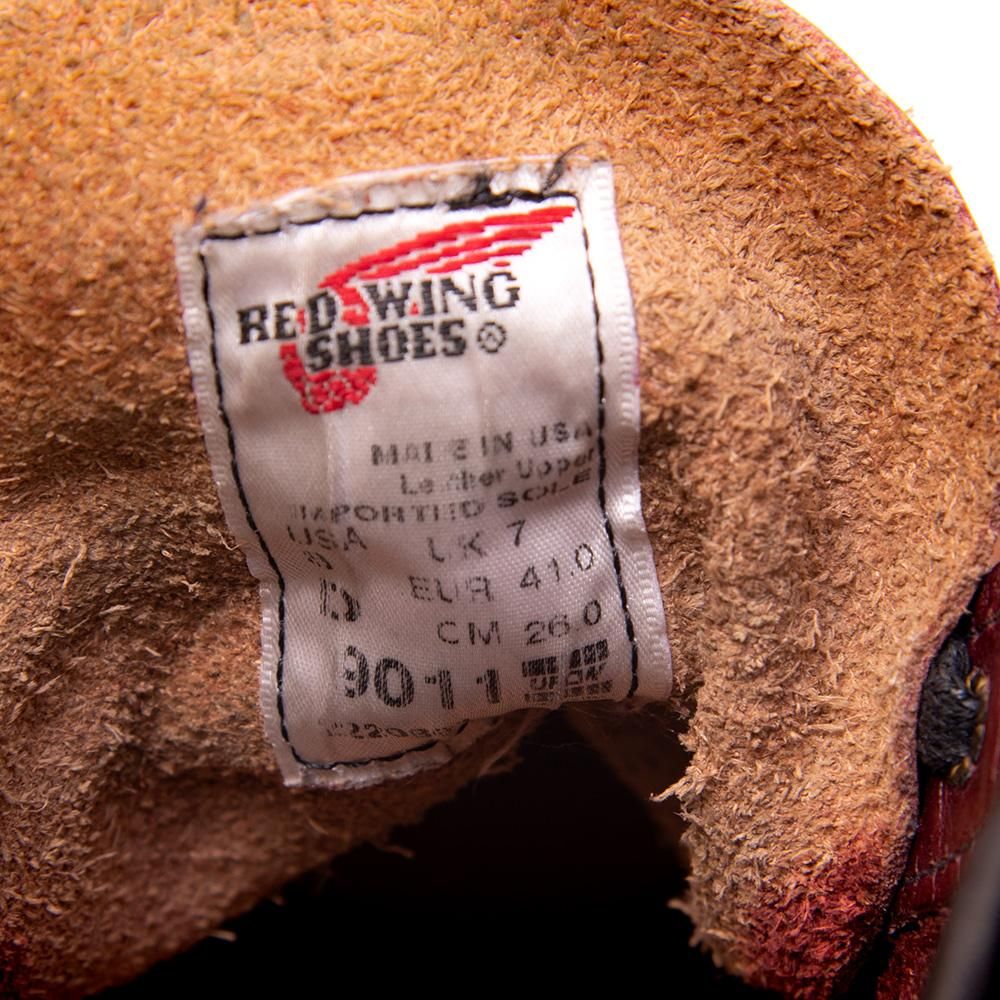 RED WING
SHOES®
MADE IN USA
Leather Upper
IMPORTED SOLE
USA UK 7
8 EUR 41.0
D CM 26.0
9011